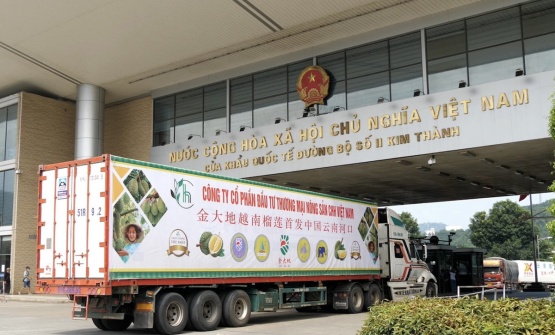 NƯỚC CỘNG HÒA XÃ HỘI CHỦ NGHĨA VIỆT NAM
CỬA KHẨU QUỐC TẾ ĐƯỜNG BỘ SỐ II KIM THÀNH
CÔNG TY CỔ PHẦN ĐẦU TƯ THƯƠNG MẠI NÔNG SẢN CHH VIỆT NAM
金大地越南榴莲首发中国云南河口